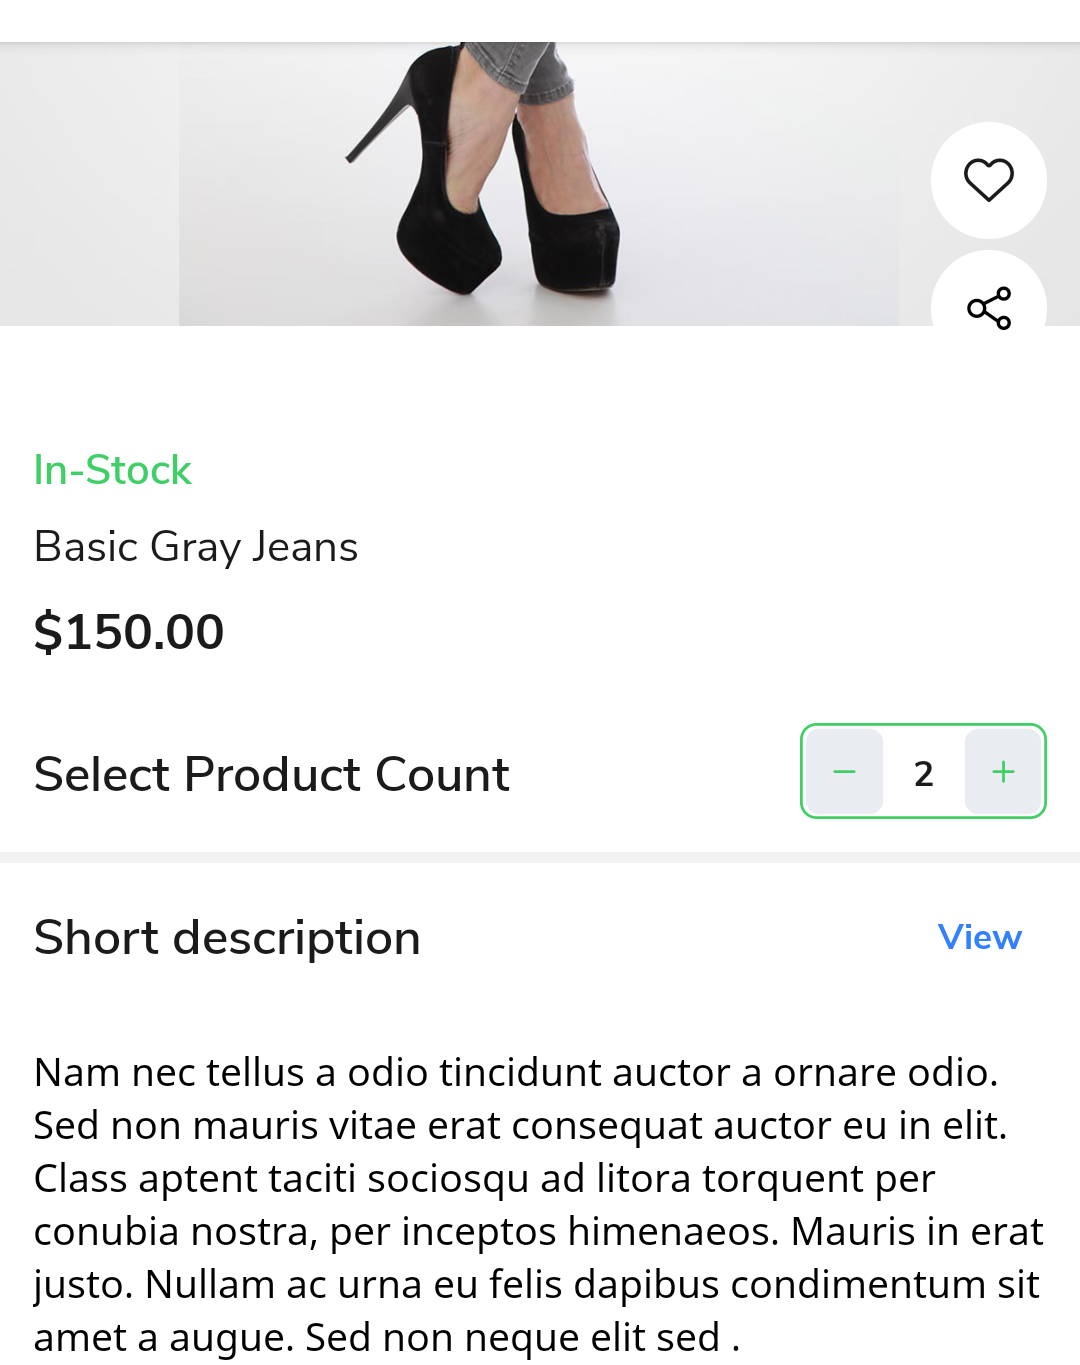 In-Stock
Basic Gray Jeans
$150.00
Select Product Count
− 2 +
Short description
View
Nam nec tellus a odio tincidunt auctor a ornare odio.
Sed non mauris vitae erat consequat auctor eu in elit.
Class aptent taciti sociosqu ad litora torquent per
conubia nostra, per inceptos himenaeos. Mauris in erat
justo. Nullam ac urna eu felis dapibus condimentum sit
amet a augue. Sed non neque elit sed .